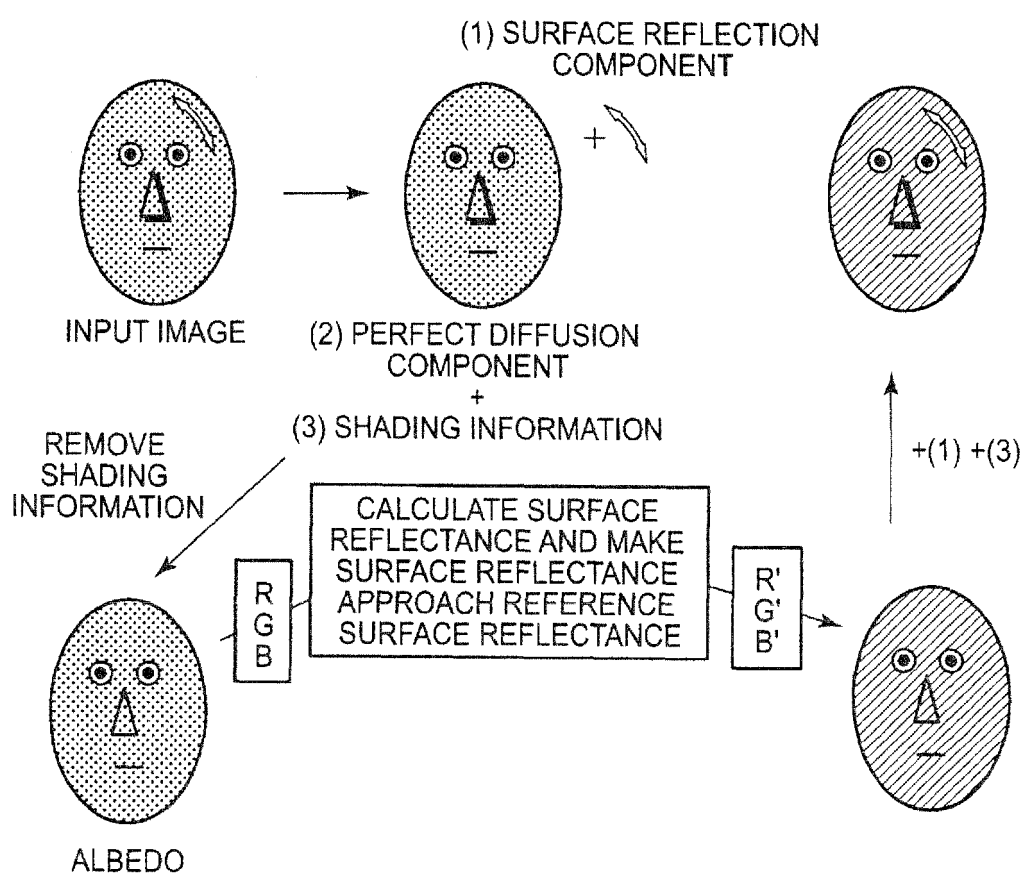 (1) SURFACE REFLECTION
COMPONENT
+
INPUT IMAGE
(2) PERFECT DIFFUSION
COMPONENT
+
(3) SHADING INFORMATION
REMOVE
SHADING
INFORMATION
+(1) +(3)
CALCULATE SURFACE
REFLECTANCE AND MAKE
SURFACE REFLECTANCE
APPROACH REFERENCE
SURFACE REFLECTANCE
R
G
B
R'
G'
B'
ALBEDO